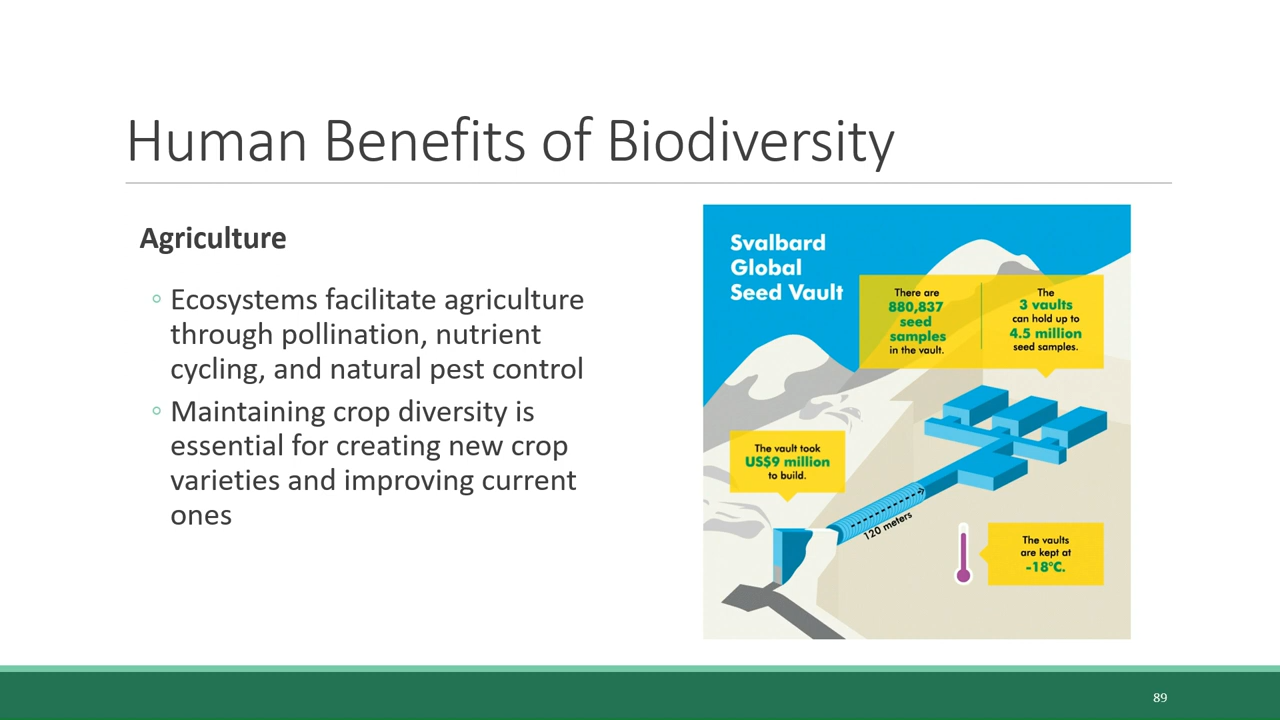 Human Benefits of Biodiversity
Agriculture
◦ Ecosystems facilitate agriculture
through pollination, nutrient
cycling, and natural pest control
◦ Maintaining crop diversity is
essential for creating new crop
varieties and improving current
ones
Svalbard
Global
Seed Vault
There are
880,837
seed
samples
in the vault.
The
3 vaults
can hold up to
4.5 million
seed samples.
The vault took
US$9 million
to build.
120 meters
The vaults
are kept at
-18°C.
89